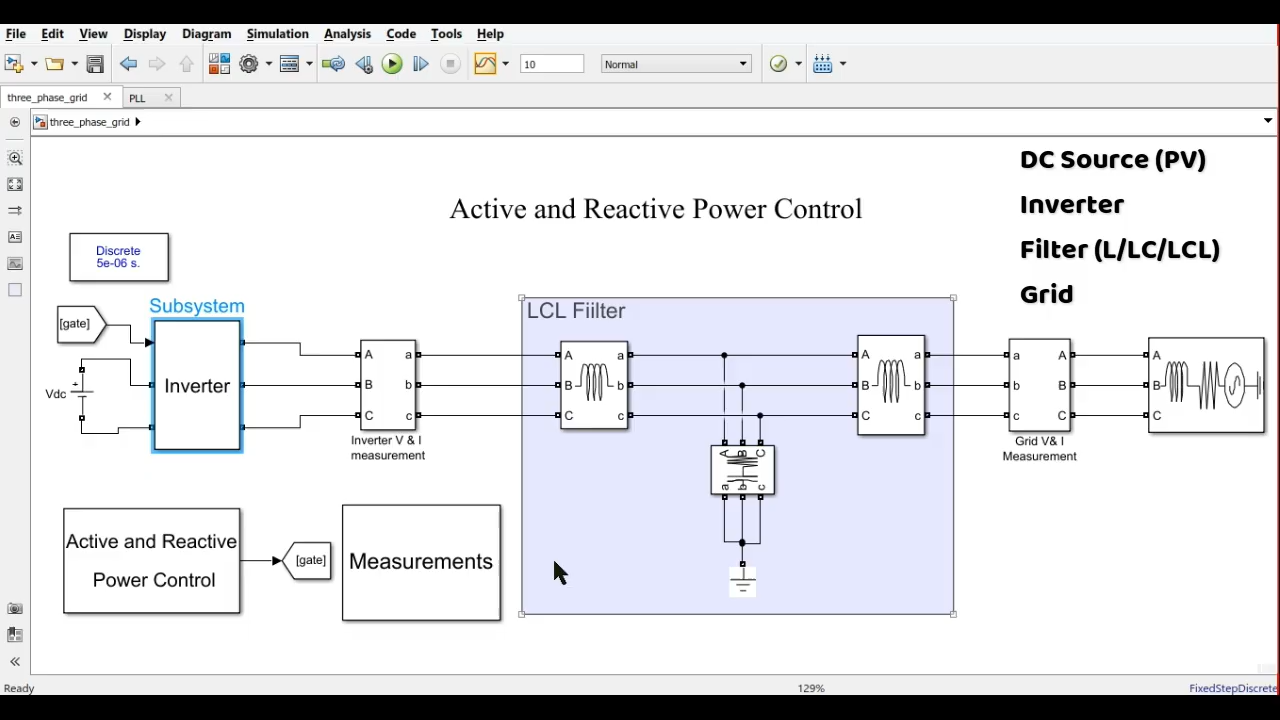 File Edit View Display Diagram Simulation Analysis Code Tools Help
10 Normal
three_phase_grid PLL
three_phase_grid
DC Source (PV)
Inverter
Filter (L/LC/LCL)
Grid
Active and Reactive Power Control
Discrete
5e-06 s.
Subsystem
[gate]
Vdc
+
Inverter
A a
B b
C c
Inverter V & I
measurement
LCL Fiilter
A a
B b
C c
A B C
a b c
A a
B b
C c
a A
b B
c C
Grid V& I
Measurement
A
B
C
Active and Reactive
Power Control
[gate]
Measurements
Ready 129% FixedStepDiscrete